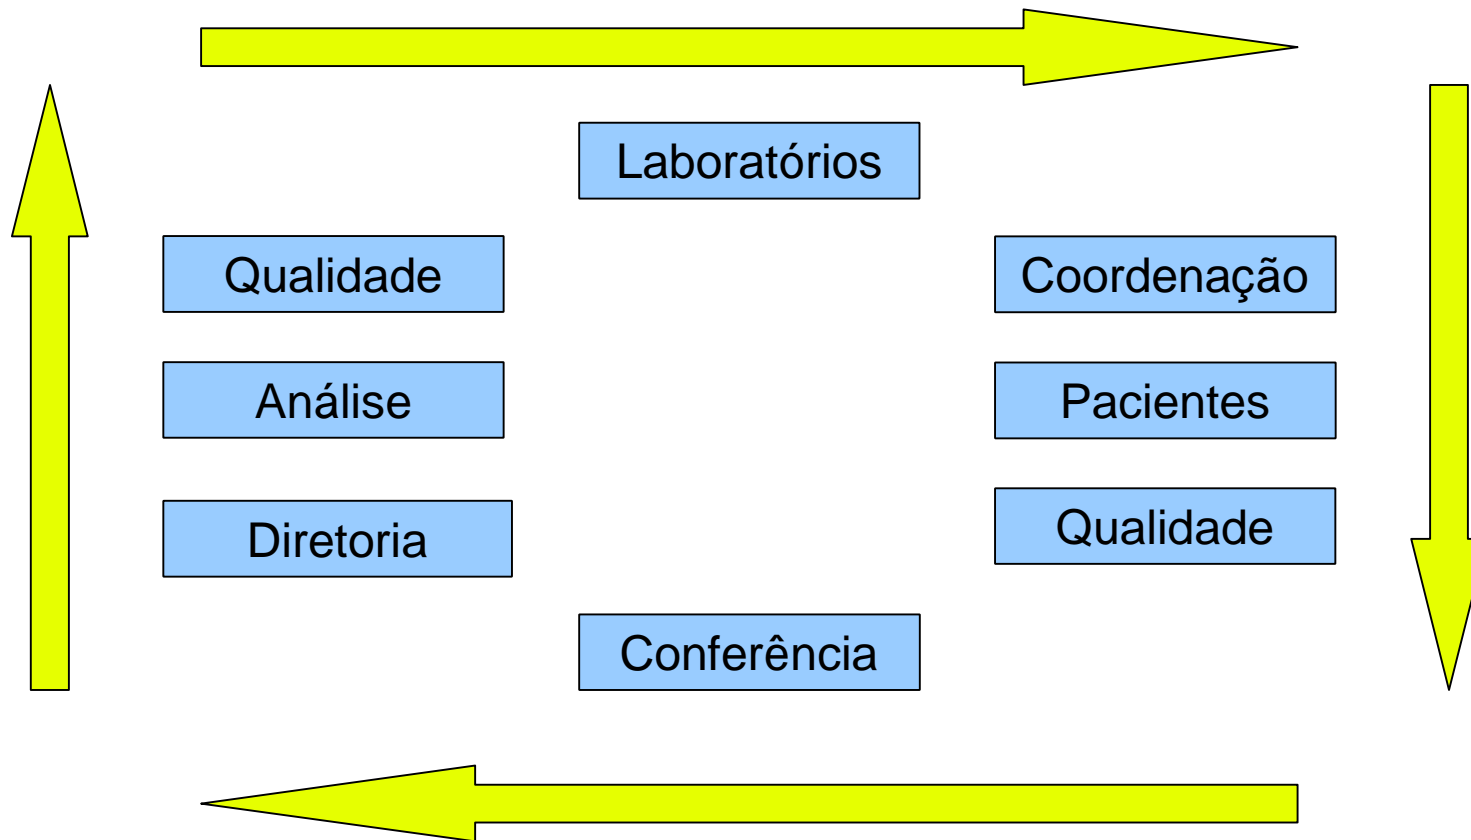 Laboratórios
Qualidade
Coordenação
Análise
Pacientes
Diretoria
Qualidade
Conferência